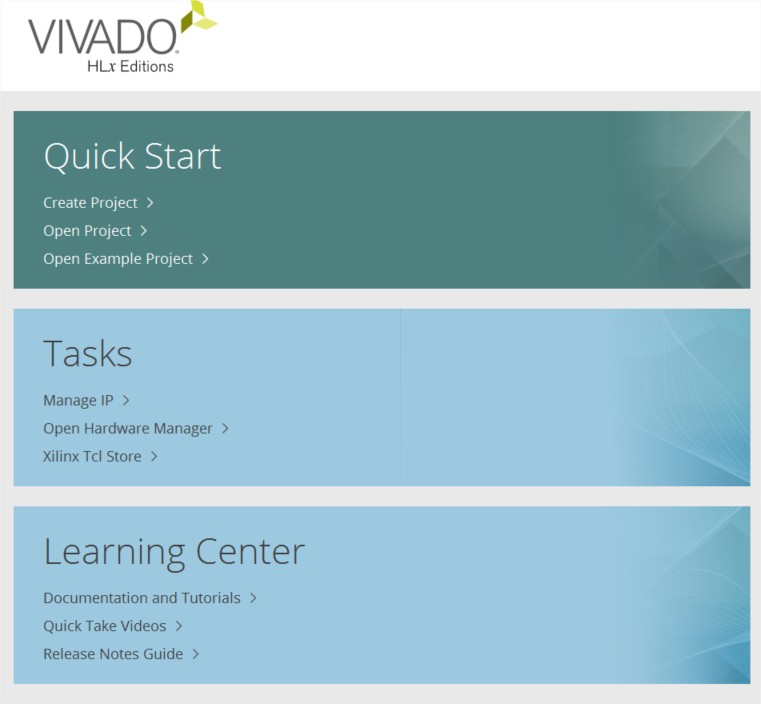 VIVADO.
HLx Editions
Quick Start
Create Project >
Open Project >
Open Example Project >
Tasks
Manage IP >
Open Hardware Manager >
Xilinx Tcl Store >
Learning Center
Documentation and Tutorials >
Quick Take Videos >
Release Notes Guide >